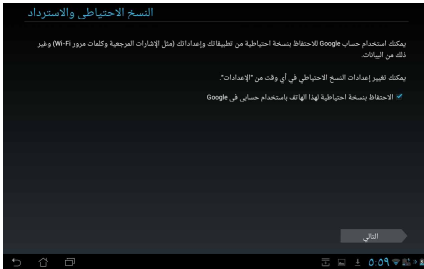 النسخ الاحتياطي والاسترداد
يمكنك استخدام حساب Google للاحتفاظ بنسخة احتياطية من تطبيقاتك وإعداداتك (مثل الإشارات المرجعية وكلمات مرور Wi-Fi) وغير
ذلك من البيانات.
يمكنك تغيير إعدادات النسخ الاحتياطي في أي وقت من "الإعدادات".
الاحتفاظ بنسخة احتياطية لهذا الهاتف باستخدام حسابي في Google
التالي
٥:٥٩